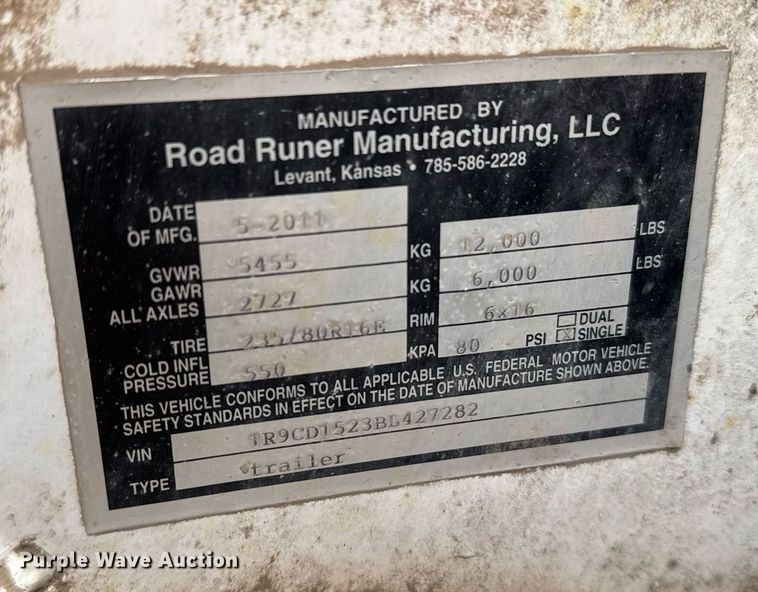 MANUFACTURED BY
Road Runer Manufacturing, LLC
Levant, Kansas • 785-586-2228
DATE OF MFG. 5-2011
GVWR 5455 KG 12,000 LBS
GAWR ALL AXLES 2727 KG 6,000 LBS
TIRE 235/80R16E RIM 6x16 DUAL
COLD INFL PRESSURE 550 KPA 80 PSI X SINGLE
THIS VEHICLE CONFORMS TO ALL APPLICABLE U.S. FEDERAL MOTOR VEHICLE
SAFETY STANDARDS IN EFFECT ON THE DATE OF MANUFACTURE SHOWN ABOVE.
VIN 1R9CD1523BL427282
TYPE trailer
Purple Wave Auction